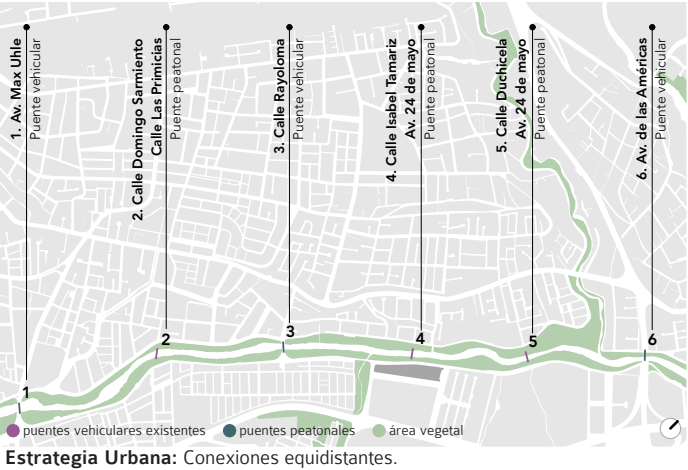 1. Av. Max Uhle
Puente vehicular
2. Calle Domingo Sarmiento
Calle Las Primicias
Puente peatonal
3. Calle Rayoloma
Puente vehicular
4. Calle Isabel Tamariz
Av. 24 de mayo
Puente peatonal
5. Calle Duchicela
Av. 24 de mayo
Puente peatonal
6. Av. de las Américas
Puente vehicular
1
2
3
4
5
6
puentes vehiculares existentes
puentes peatonales
área vegetal
Estrategia Urbana: Conexiones equidistantes.